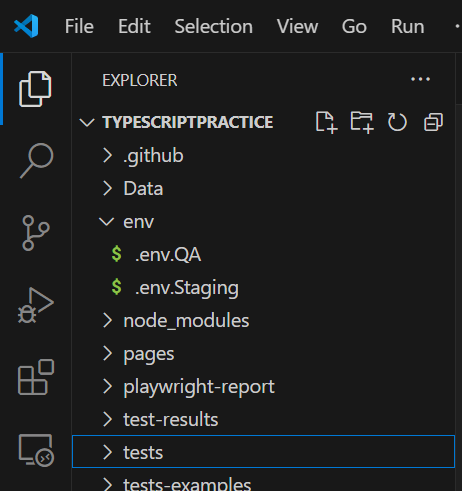 File Edit Selection View Go Run
EXPLORER
TYPESCRIPTPRACTICE
.github
Data
env
$ .env.QA
$ .env.Staging
node_modules
pages
playwright-report
test-results
tests
tests-examples